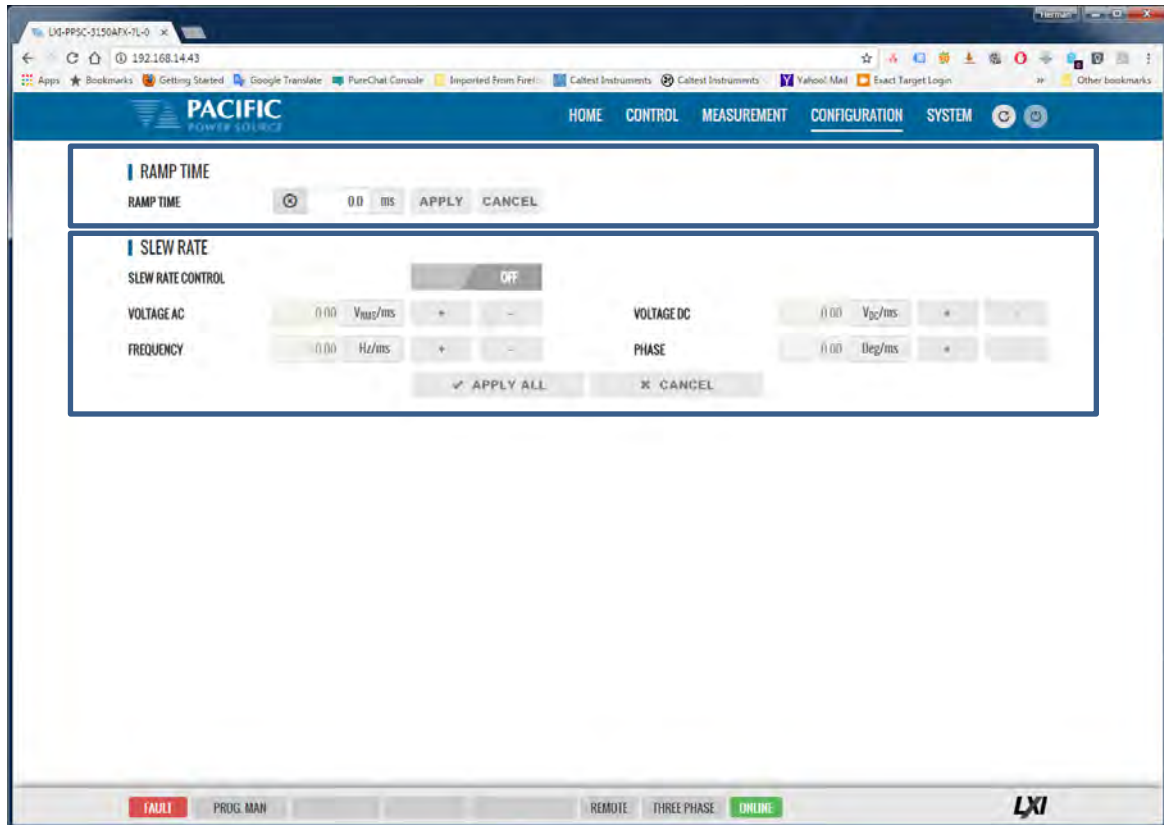 Herman
LXI-PPSC-3150AFX-7L-0
192.168.14.43
Apps Bookmarks Getting Started Google Translate PureChat Console Imported From Firef Caltest Instruments Caltest Instruments Yahoo! Mail Exact Target Login Other bookmarks
PACIFIC
POWER SOURCE
HOME CONTROL MEASUREMENT CONFIGURATION SYSTEM
RAMP TIME
RAMP TIME 0.0 ms APPLY CANCEL
SLEW RATE
SLEW RATE CONTROL OFF
VOLTAGE AC 0.00 VRMS/ms + - VOLTAGE DC 0.00 VDC/ms + -
FREQUENCY 0.00 Hz/ms + - PHASE 0.00 Deg/ms +
✔ APPLY ALL ✖ CANCEL
FAULT PROG. MAN REMOTE THREE PHASE ONLINE LXI